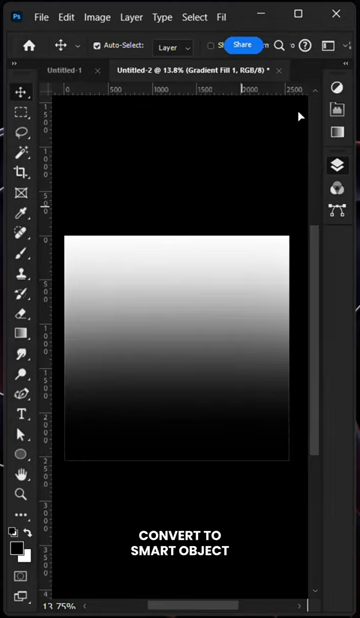 Ps File Edit Image Layer Type Select Fil
Auto-Select: Layer Share
Untitled-1 × Untitled-2 @ 13.8% (Gradient Fill 1, RGB/8) * ×
0 500 1000 1500 2000 2500
CONVERT TO
SMART OBJECT
13.75%